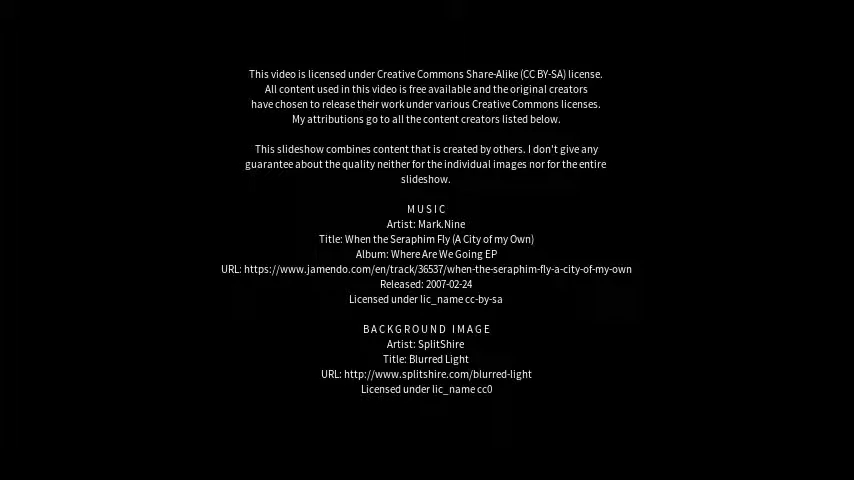 This video is licensed under Creative Commons Share-Alike (CC BY-SA) license.
All content used in this video is free available and the original creators
have chosen to release their work under various Creative Commons licenses.
My attributions go to all the content creators listed below.
This slideshow combines content that is created by others. I don't give any
guarantee about the quality neither for the individual images nor for the entire
slideshow.
MUSIC
Artist: Mark.Nine
Title: When the Seraphim Fly (A City of my Own)
Album: Where Are We Going EP
URL: https://www.jamendo.com/en/track/36537/when-the-seraphim-fly-a-city-of-my-own
Released: 2007-02-24
Licensed under lic_name cc-by-sa
BACKGROUND IMAGE
Artist: SplitShire
Title: Blurred Light
URL: http://www.splitshire.com/blurred-light
Licensed under lic_name cc0